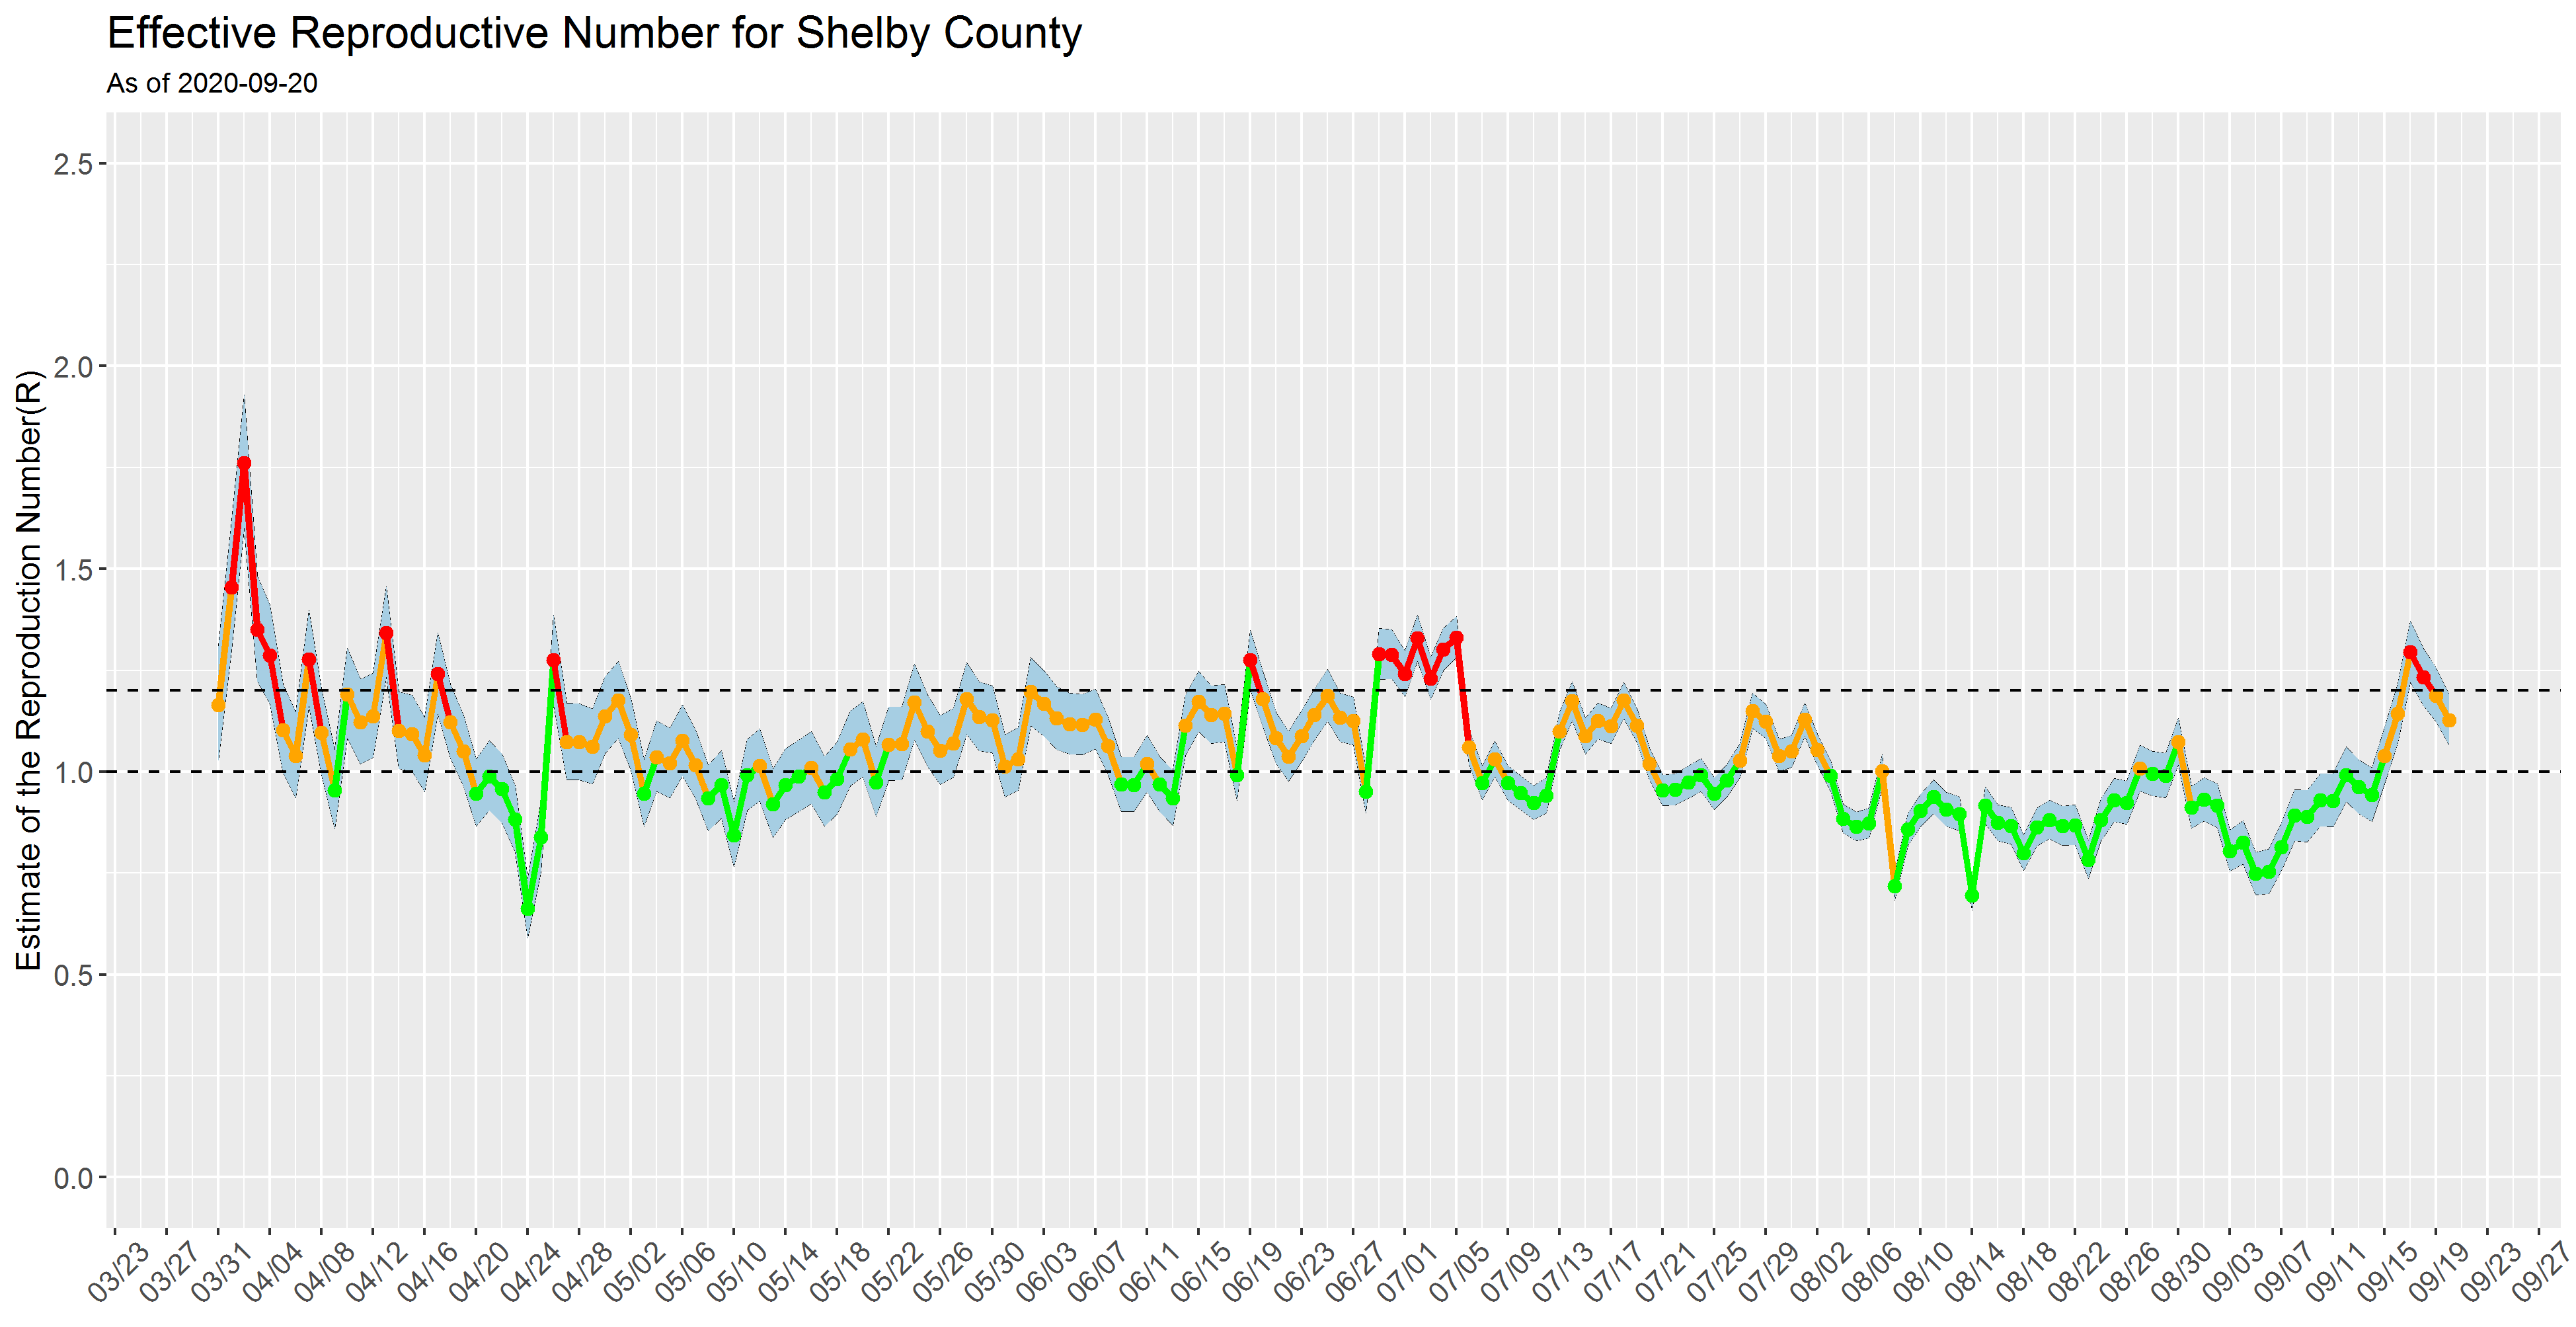 Effective Reproductive Number for Shelby County
As of 2020-09-20
Estimate of the Reproduction Number(R)
2.5
2.0
1.5
1.0
0.5
0.0
03/23 03/27 03/31 04/04 04/08 04/12 04/16 04/20 04/24 04/28 05/02 05/06 05/10 05/14 05/18 05/22 05/26 05/30 06/03 06/07 06/11 06/15 06/19 06/23 06/27 07/01 07/05 07/09 07/13 07/17 07/21 07/25 07/29 08/02 08/06 08/10 08/14 08/18 08/22 08/26 08/30 09/03 09/07 09/11 09/15 09/19 09/23 09/27